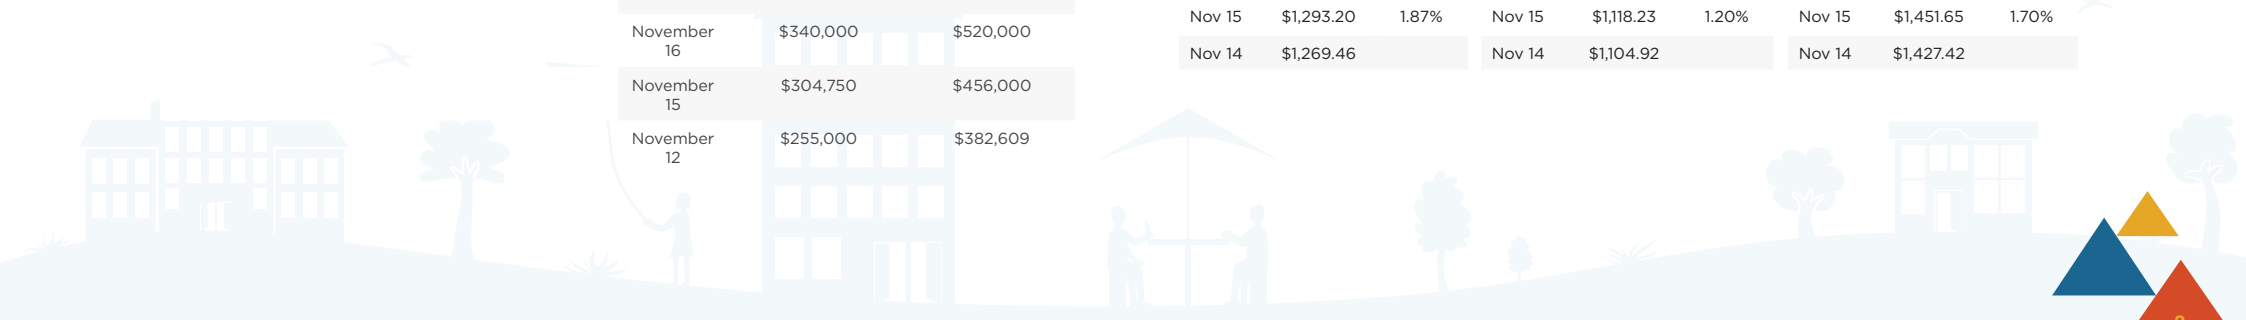 November $340,000 $520,000
16
November $304,750 $456,000
15
November $255,000 $382,609
12
Nov 15 $1,293.20 1.87% Nov 15 $1,118.23 1.20% Nov 15 $1,451.65 1.70%
Nov 14 $1,269.46 Nov 14 $1,104.92 Nov 14 $1,427.42